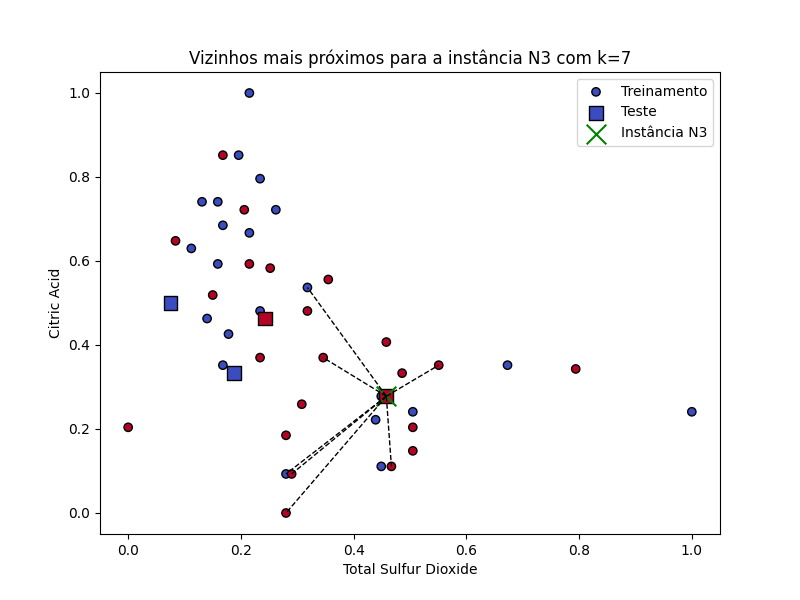 Vizinhos mais próximos para a instância N3 com k=7
Treinamento
Teste
Instância N3
1.0
0.8
0.6
0.4
0.2
0.0
Citric Acid
0.0 0.2 0.4 0.6 0.8 1.0
Total Sulfur Dioxide